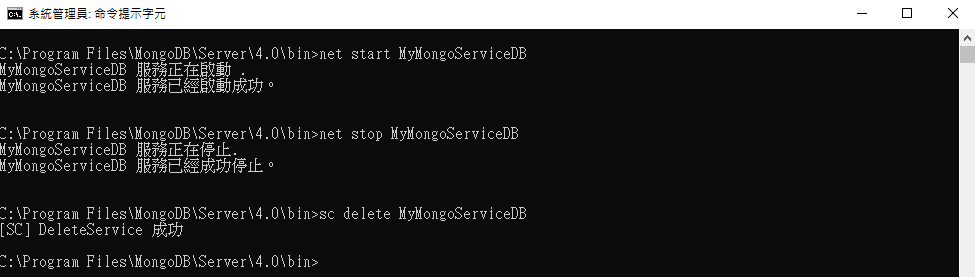 系統管理員: 命令提示字元
C:\Program Files\MongoDB\Server\4.0\bin>net start MyMongoServiceDB
MyMongoServiceDB 服務正在啟動 .
MyMongoServiceDB 服務已經啟動成功。
C:\Program Files\MongoDB\Server\4.0\bin>net stop MyMongoServiceDB
MyMongoServiceDB 服務正在停止.
MyMongoServiceDB 服務已經成功停止。
C:\Program Files\MongoDB\Server\4.0\bin>sc delete MyMongoServiceDB
[SC] DeleteService 成功
C:\Program Files\MongoDB\Server\4.0\bin>